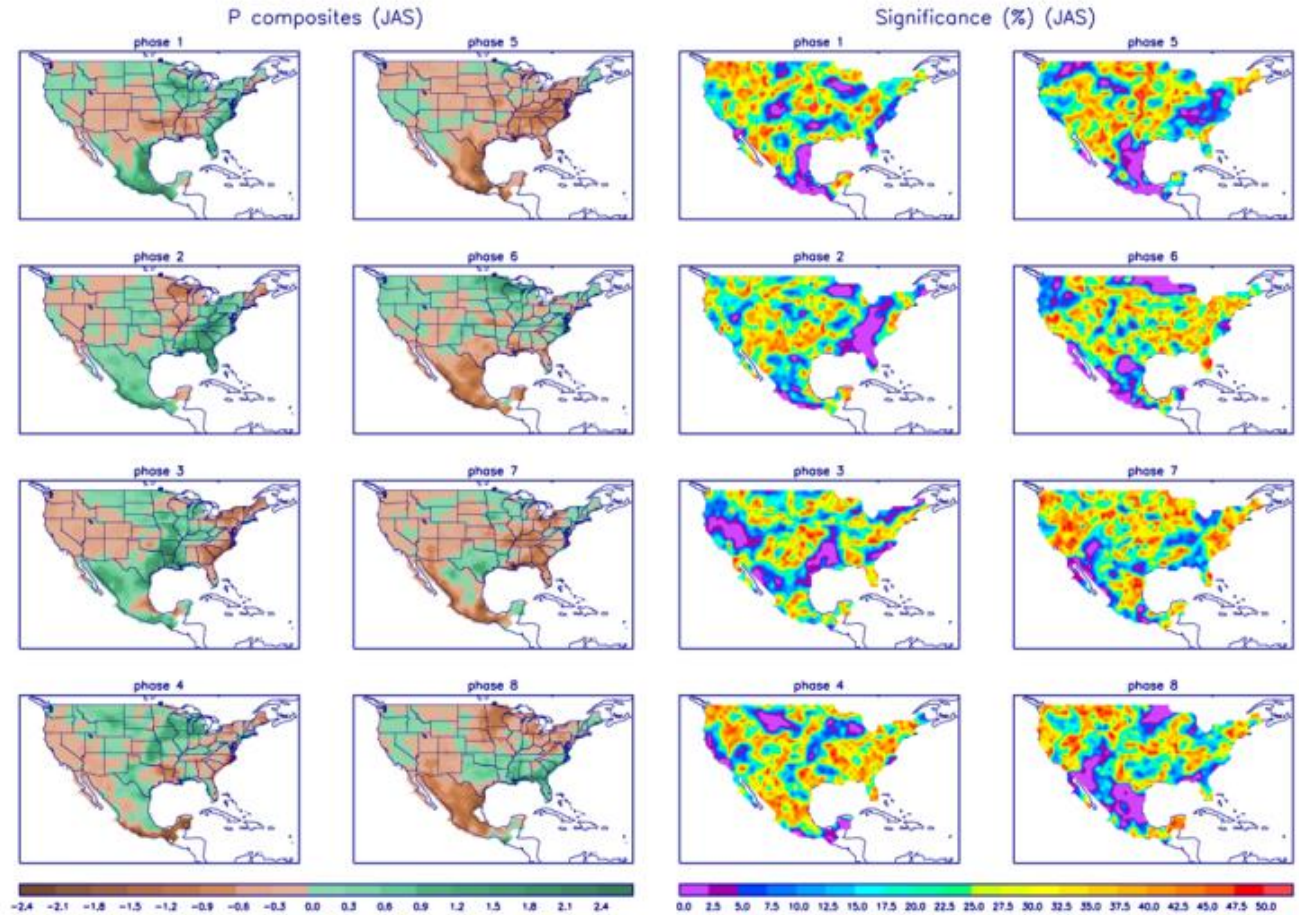 P composites (JAS) Significance (%) (JAS)
phase 1 phase 5 phase 1 phase 5
phase 2 phase 6 phase 2 phase 6
phase 3 phase 7 phase 3 phase 7
phase 4 phase 8 phase 4 phase 8
-2.4 -2.1 -1.8 -1.5 -1.2 -0.9 -0.6 -0.3 0.0 0.3 0.6 0.9 1.2 1.5 1.8 2.1 2.4 0.0 2.5 5.0 7.5 10.0 12.5 15.0 17.5 20.0 22.5 25.0 27.5 30.0 32.5 35.0 37.5 40.0 42.5 45.0 47.5 50.0